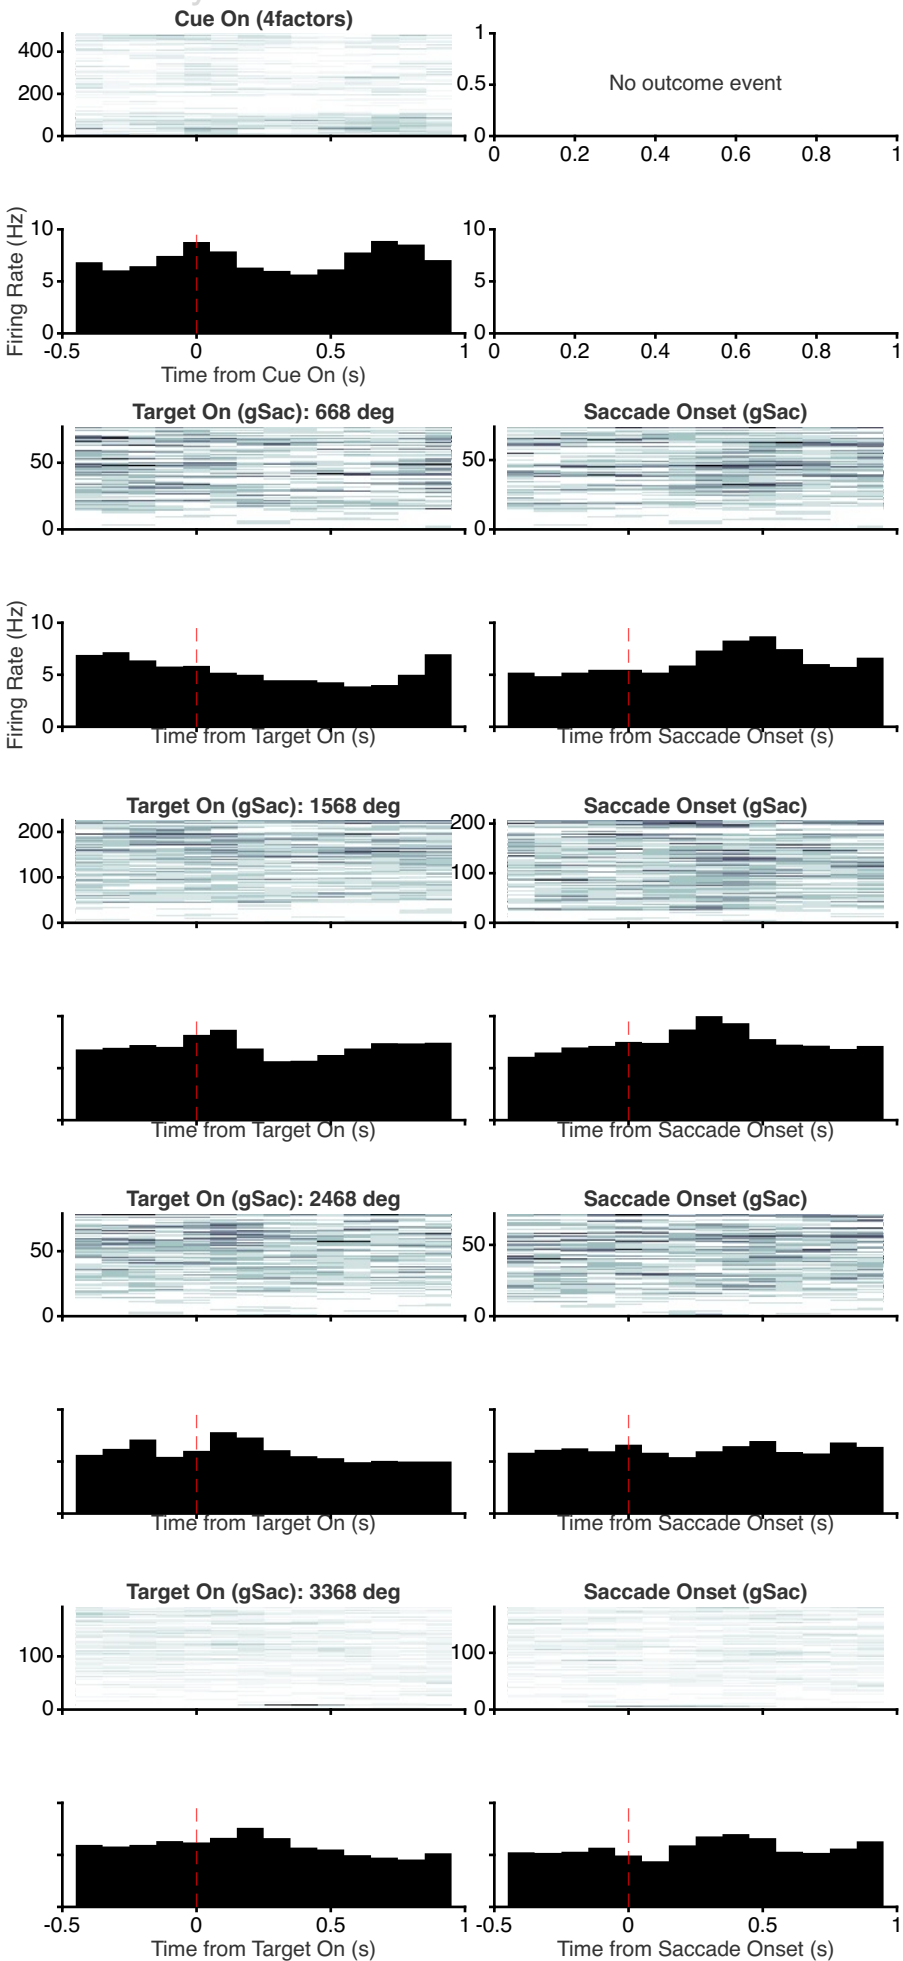 Cue On (4factors)
400
200
0
1
0.5
0
No outcome event
0 0.2 0.4 0.6 0.8 1
Firing Rate (Hz)
10
5
0
-0.5 0 0.5 1
Time from Cue On (s)
10
5
0
0 0.2 0.4 0.6 0.8 1
Target On (gSac): 668 deg
50
0
Saccade Onset (gSac)
50
0
Firing Rate (Hz)
10
5
0
Time from Target On (s)
Time from Saccade Onset (s)
Target On (gSac): 1568 deg
200
100
0
Saccade Onset (gSac)
200
100
0
Time from Target On (s)
Time from Saccade Onset (s)
Target On (gSac): 2468 deg
50
0
Saccade Onset (gSac)
50
0
Time from Target On (s)
Time from Saccade Onset (s)
Target On (gSac): 3368 deg
100
0
Saccade Onset (gSac)
100
0
-0.5 0 0.5 1
Time from Target On (s)
-0.5 0 0.5 1
Time from Saccade Onset (s)